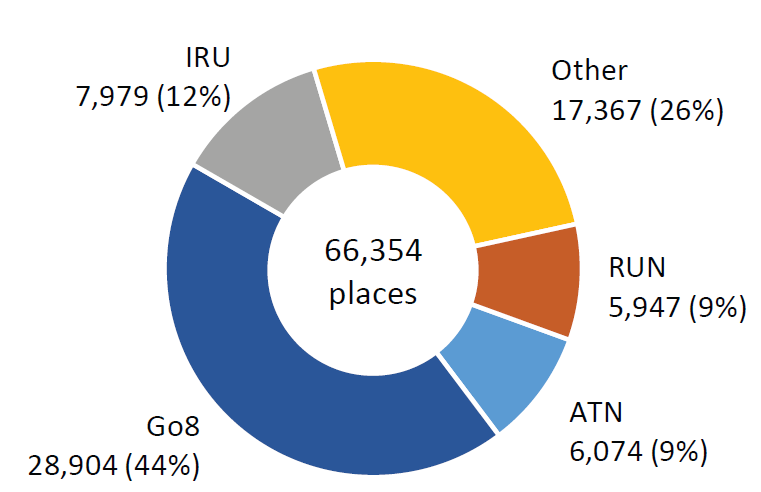 IRU
7,979 (12%)
Other
17,367 (26%)
66,354
places
RUN
5,947 (9%)
ATN
6,074 (9%)
Go8
28,904 (44%)